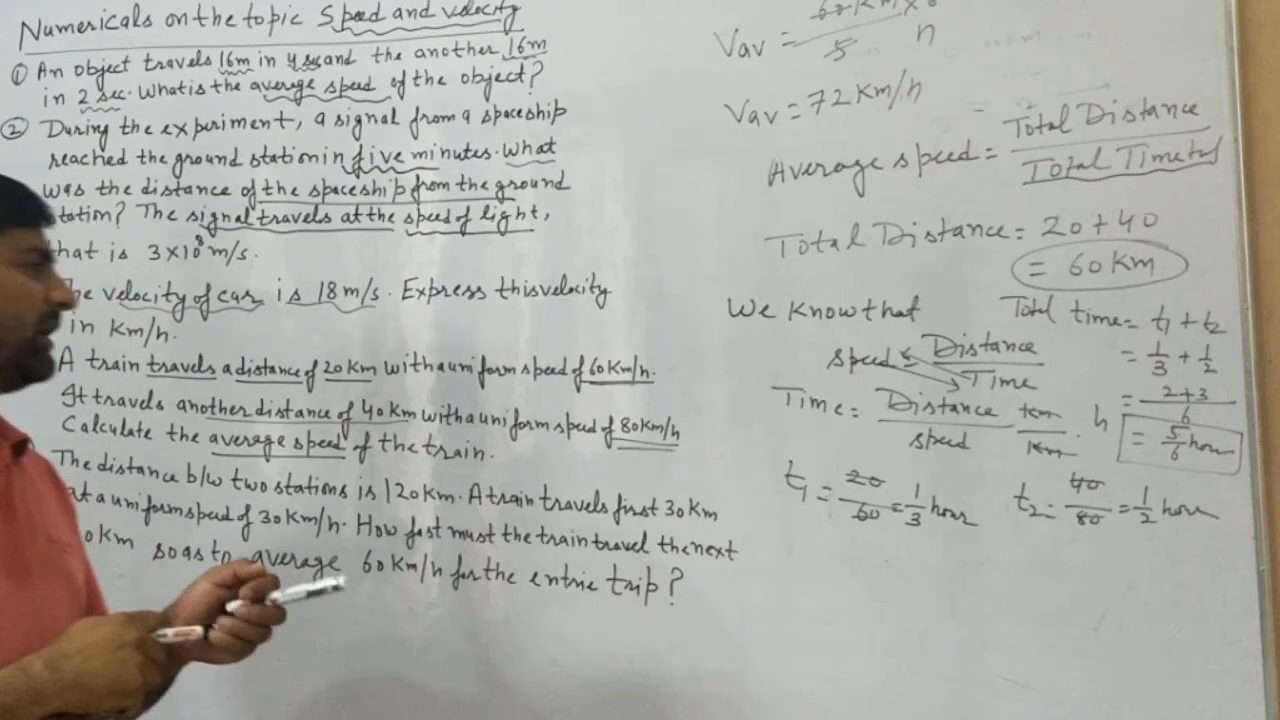 Numericals on the topic Speed and velocity
① An object travels 16m in 4 sec and the another 16m
in 2 sec. What is the average speed of the object?
② During the experiment, a signal from a spaceship
reached the ground station in five minutes. What
was the distance of the spaceship from the ground
station? The signal travels at the speed of light,
that is 3×10⁸ m/s.
The velocity of car is 18 m/s. Express this velocity
in Km/h.
A train travels a distance of 20 km with a uniform speed of 60 Km/h.
It travels another distance of 40 Km with a uniform speed of 80 Km/h
Calculate the average speed of the train.
The distance b/w two stations is 120 Km. A train travels first 30 Km
at a uniform speed of 30 Km/h. How fast must the train travel the next
0 Km so as to average 60 Km/h for the entrie trip?
Vav = 60 Km × 6 / 5 h
Vav = 72 Km/h
Average speed = Total Distance / Total Time
Total Distance = 20 + 40
= 60 Km
We Know that
speed = Distance / Time
Time = Distance / speed
Km / Km . h
t₁ = 20/60 = 1/3 hour
t₂ = 40/80 = 1/2 hour
Total time = t₁ + t₂
= 1/3 + 1/2
= 2+3 / 6
= 5/6 hour